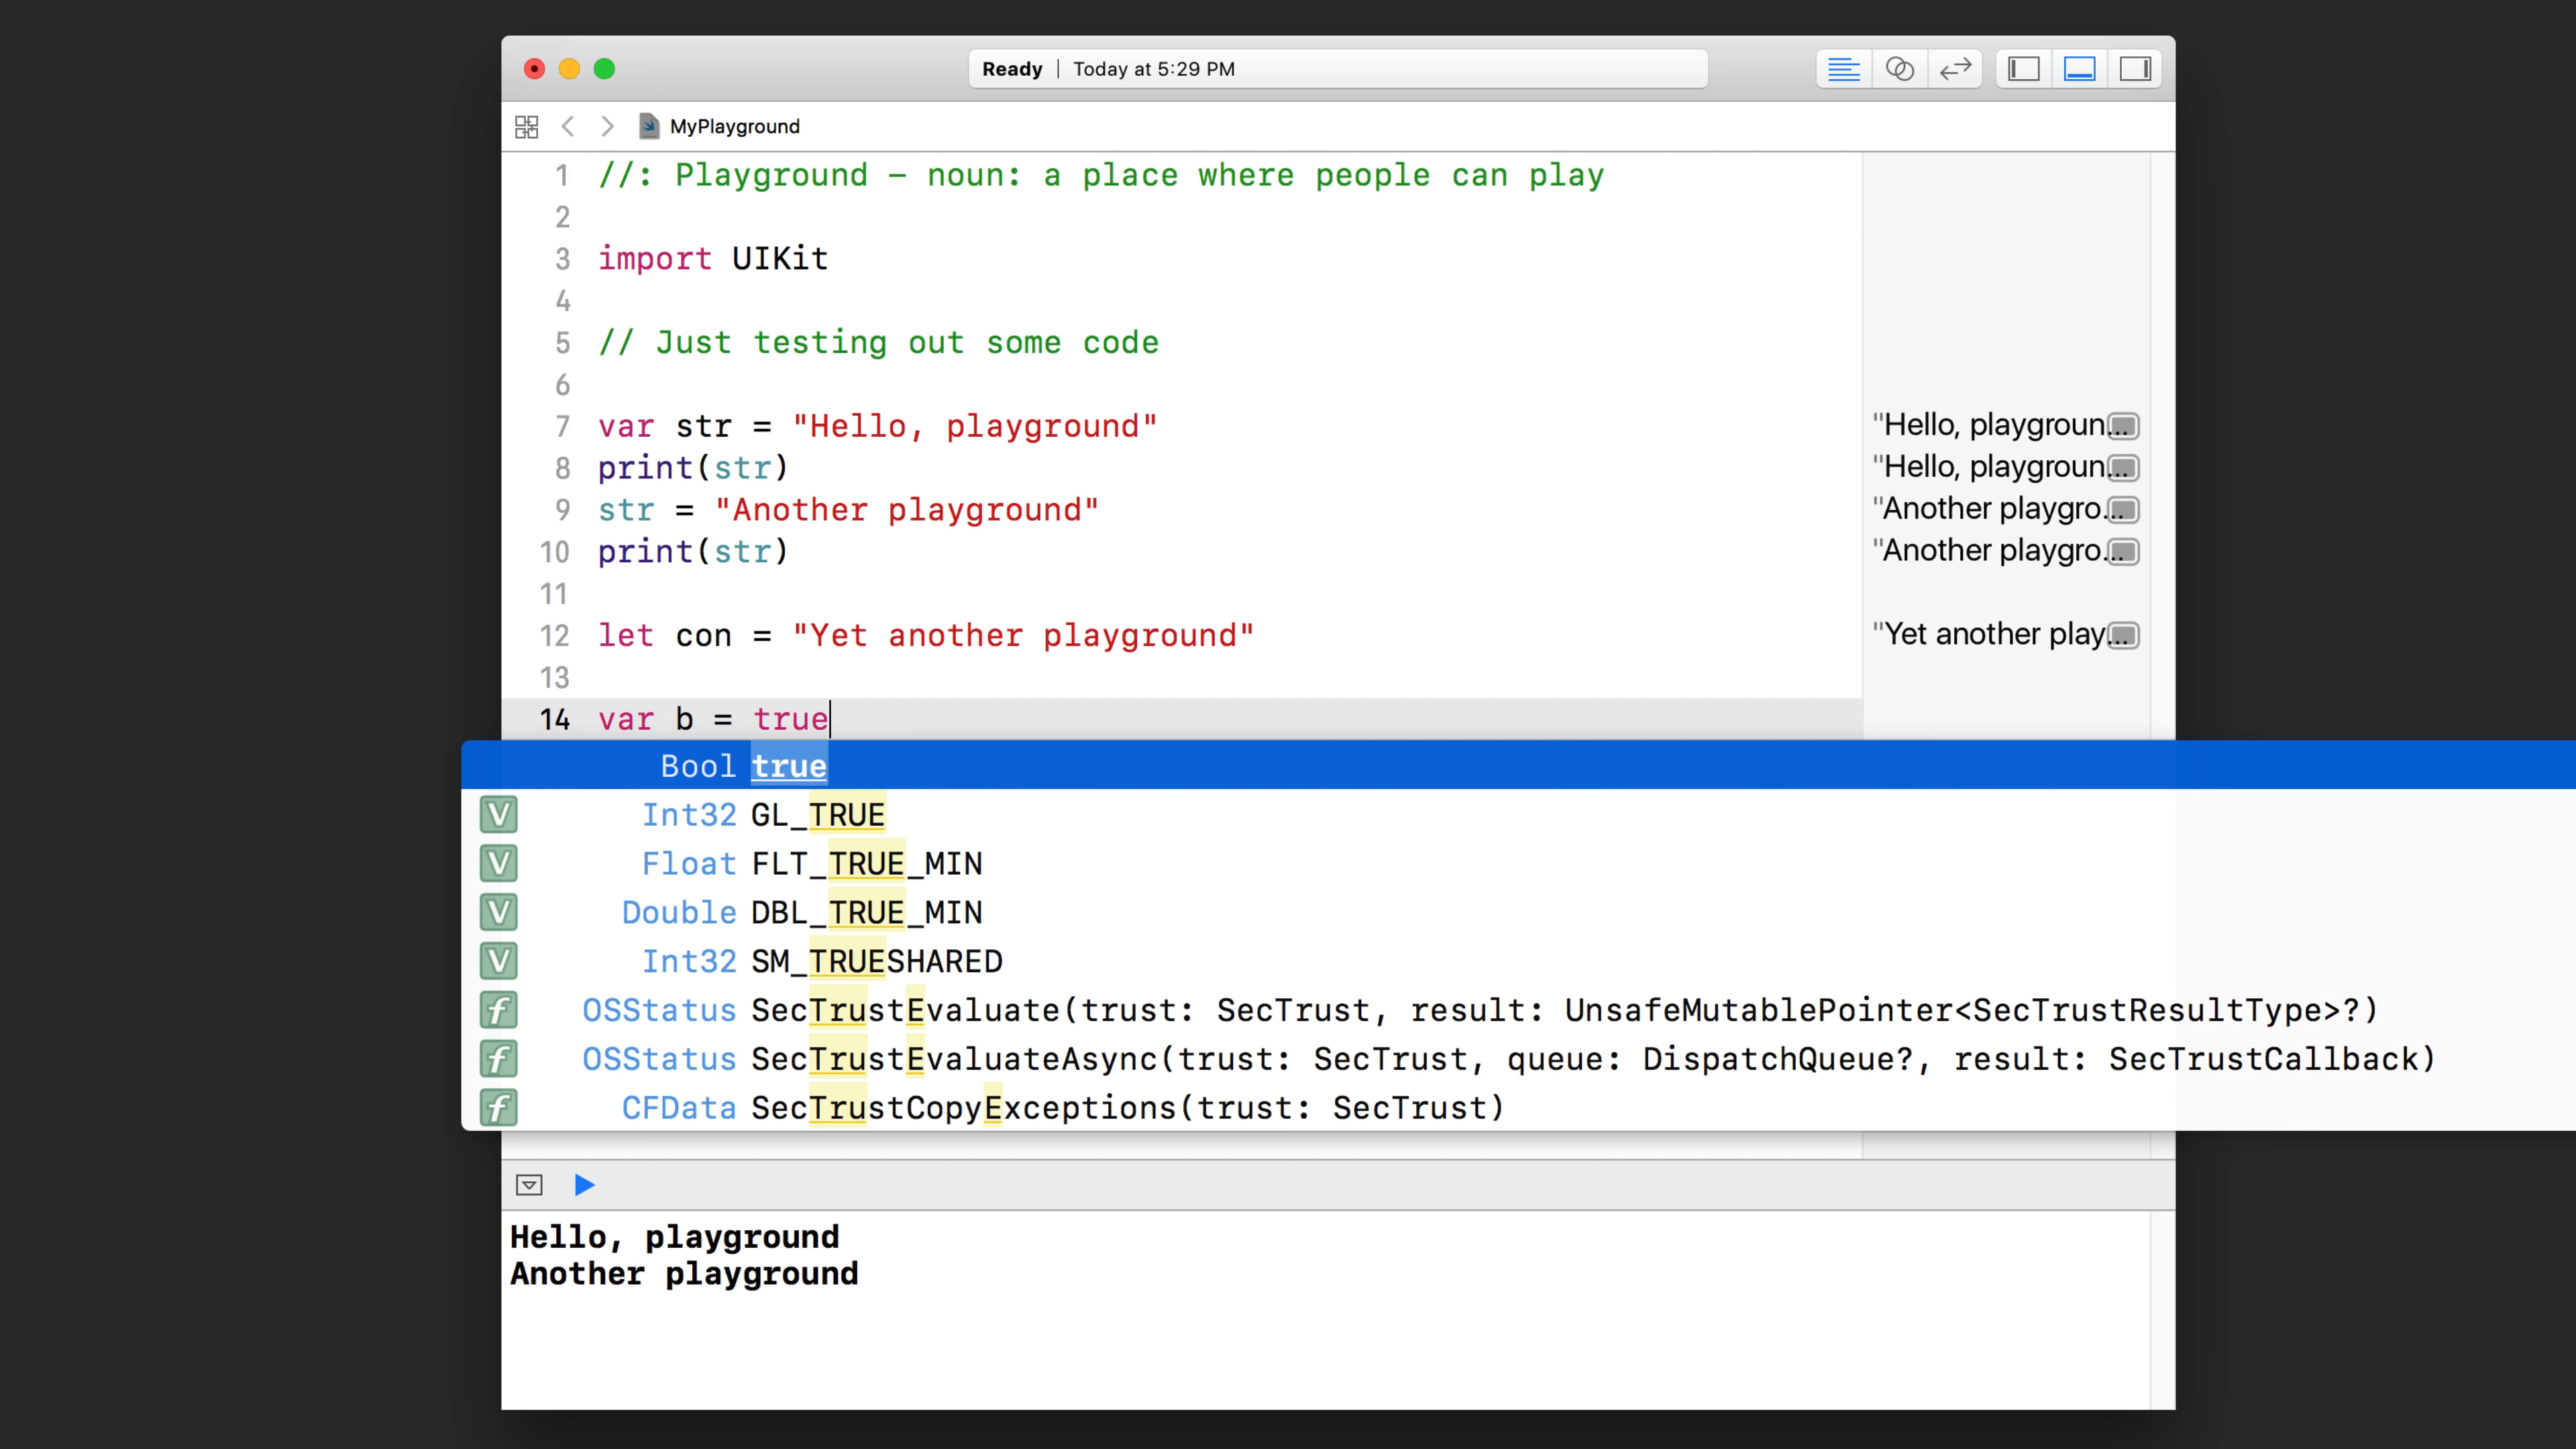 Ready | Today at 5:29 PM
MyPlayground
1 //: Playground – noun: a place where people can play
2
3 import UIKit
4
5 // Just testing out some code
6
7 var str = "Hello, playground" "Hello, playgroun...
8 print(str) "Hello, playgroun...
9 str = "Another playground" "Another playgro...
10 print(str) "Another playgro...
11
12 let con = "Yet another playground" "Yet another play...
13
14 var b = true
Bool true
V Int32 GL_TRUE
V Float FLT_TRUE_MIN
V Double DBL_TRUE_MIN
V Int32 SM_TRUESHARED
f OSStatus SecTrustEvaluate(trust: SecTrust, result: UnsafeMutablePointer<SecTrustResultType>?)
f OSStatus SecTrustEvaluateAsync(trust: SecTrust, queue: DispatchQueue?, result: SecTrustCallback)
f CFData SecTrustCopyExceptions(trust: SecTrust)
Hello, playground
Another playground